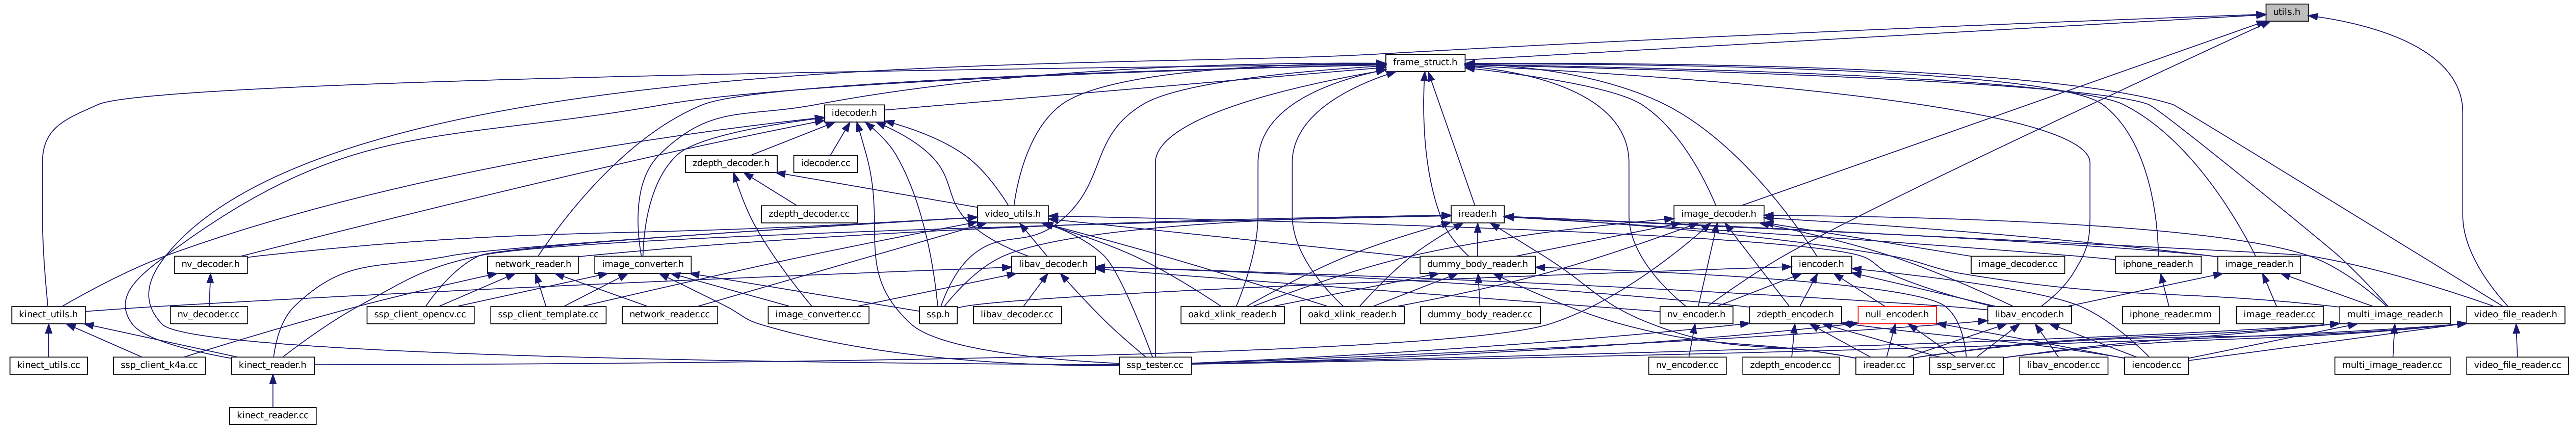 utils.h
frame_struct.h
idecoder.h
zdepth_decoder.h
idecoder.cc
zdepth_decoder.cc
video_utils.h
ireader.h
image_decoder.h
nv_decoder.h
network_reader.h
image_converter.h
libav_decoder.h
dummy_body_reader.h
iencoder.h
image_decoder.cc
iphone_reader.h
image_reader.h
kinect_utils.h
nv_decoder.cc
ssp_client_opencv.cc
ssp_client_template.cc
network_reader.cc
image_converter.cc
ssp.h
libav_decoder.cc
oakd_xlink_reader.h
oakd_xlink_reader.h
dummy_body_reader.cc
nv_encoder.h
zdepth_encoder.h
null_encoder.h
libav_encoder.h
iphone_reader.mm
image_reader.cc
multi_image_reader.h
video_file_reader.h
kinect_utils.cc
ssp_client_k4a.cc
kinect_reader.h
ssp_tester.cc
nv_encoder.cc
zdepth_encoder.cc
ireader.cc
ssp_server.cc
libav_encoder.cc
iencoder.cc
multi_image_reader.cc
video_file_reader.cc
kinect_reader.cc